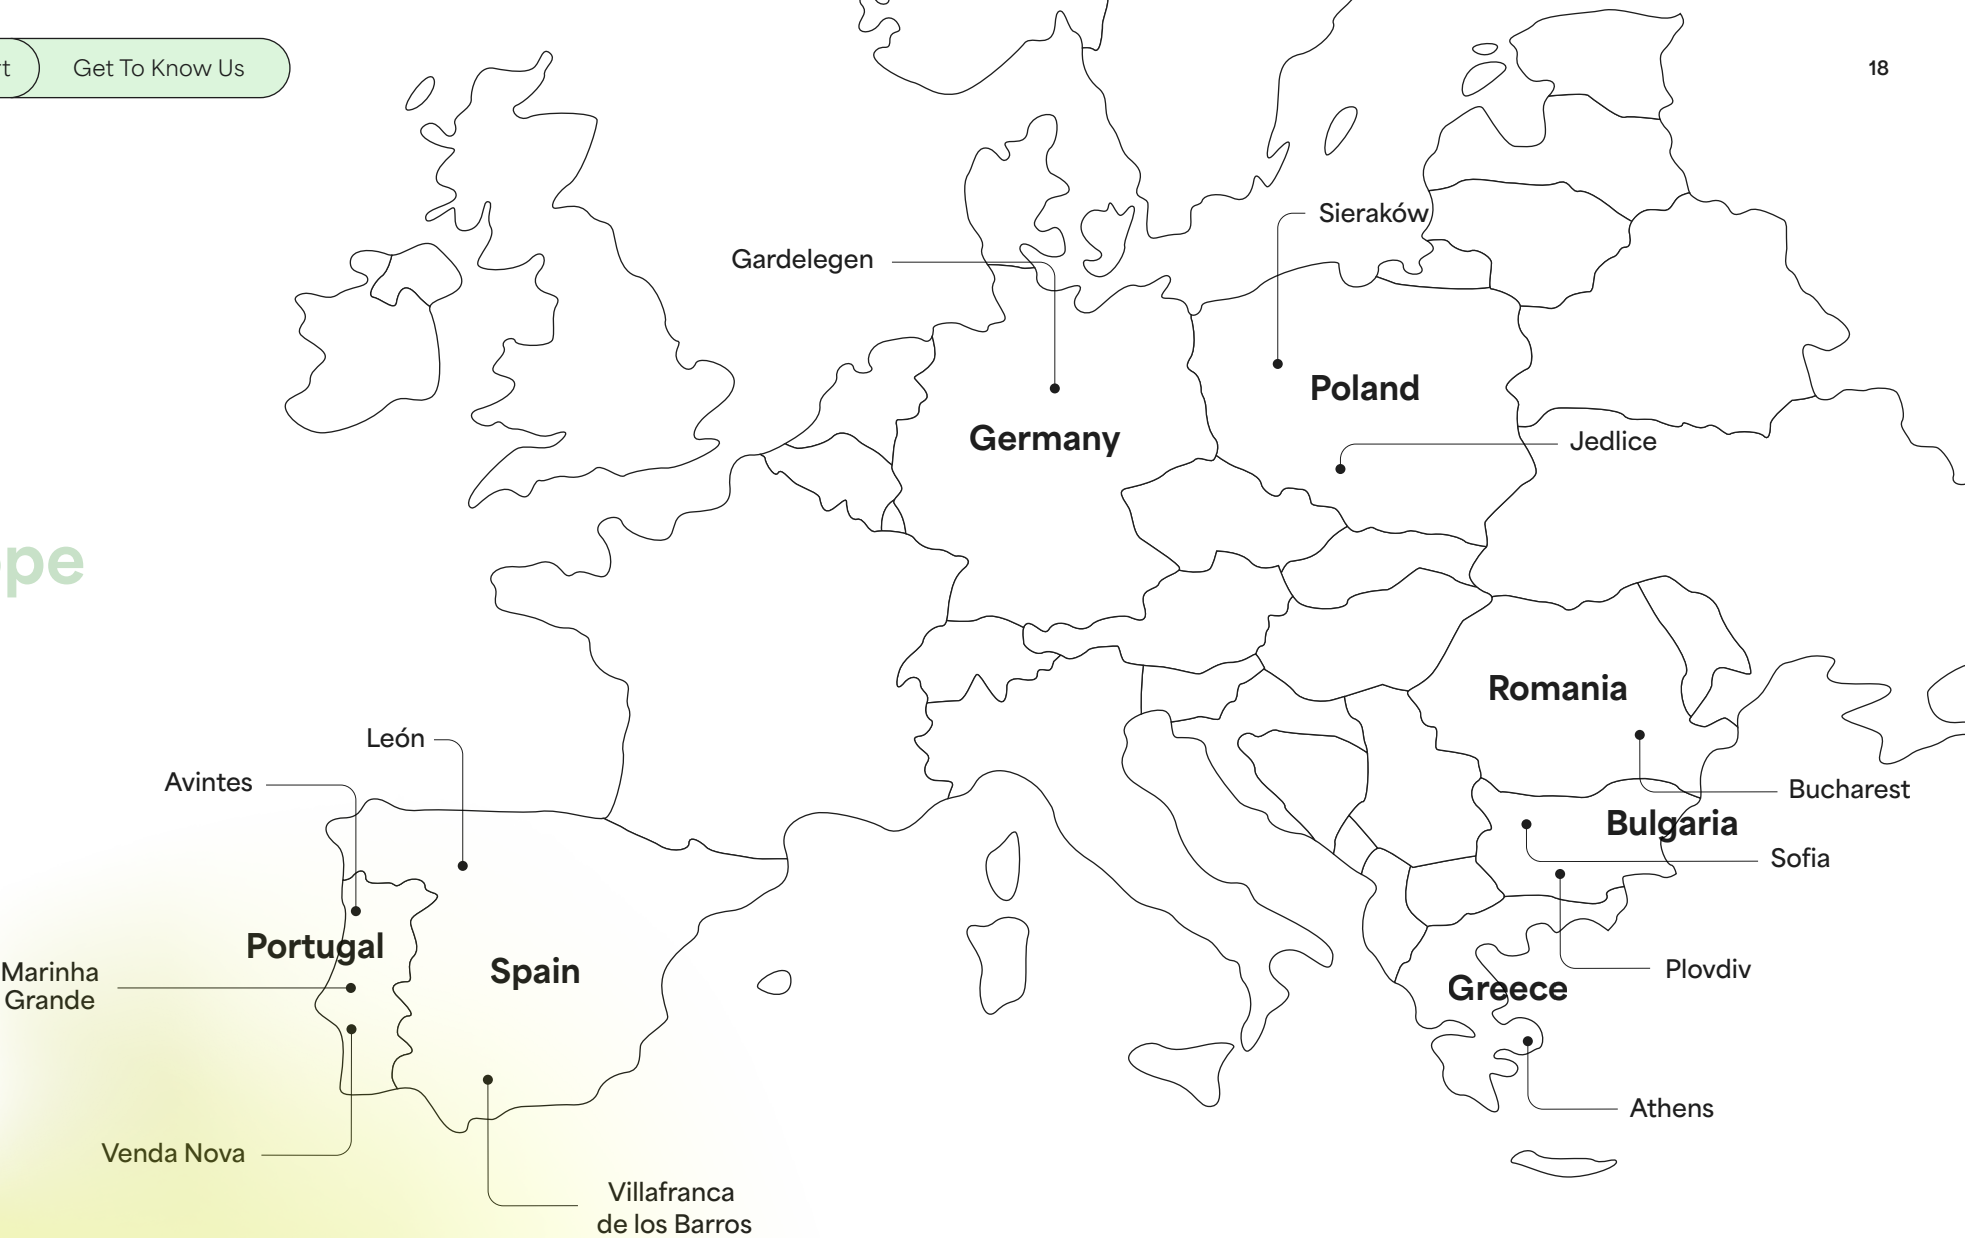 Get To Know Us
18
Sieraków
Gardelegen
Poland
Germany
Jedlice
Romania
León
Avintes
Bucharest
Bulgaria
Sofia
Portugal
Spain
Marinha
Grande
Plovdiv
Greece
Athens
Venda Nova
Villafranca
de los Barros